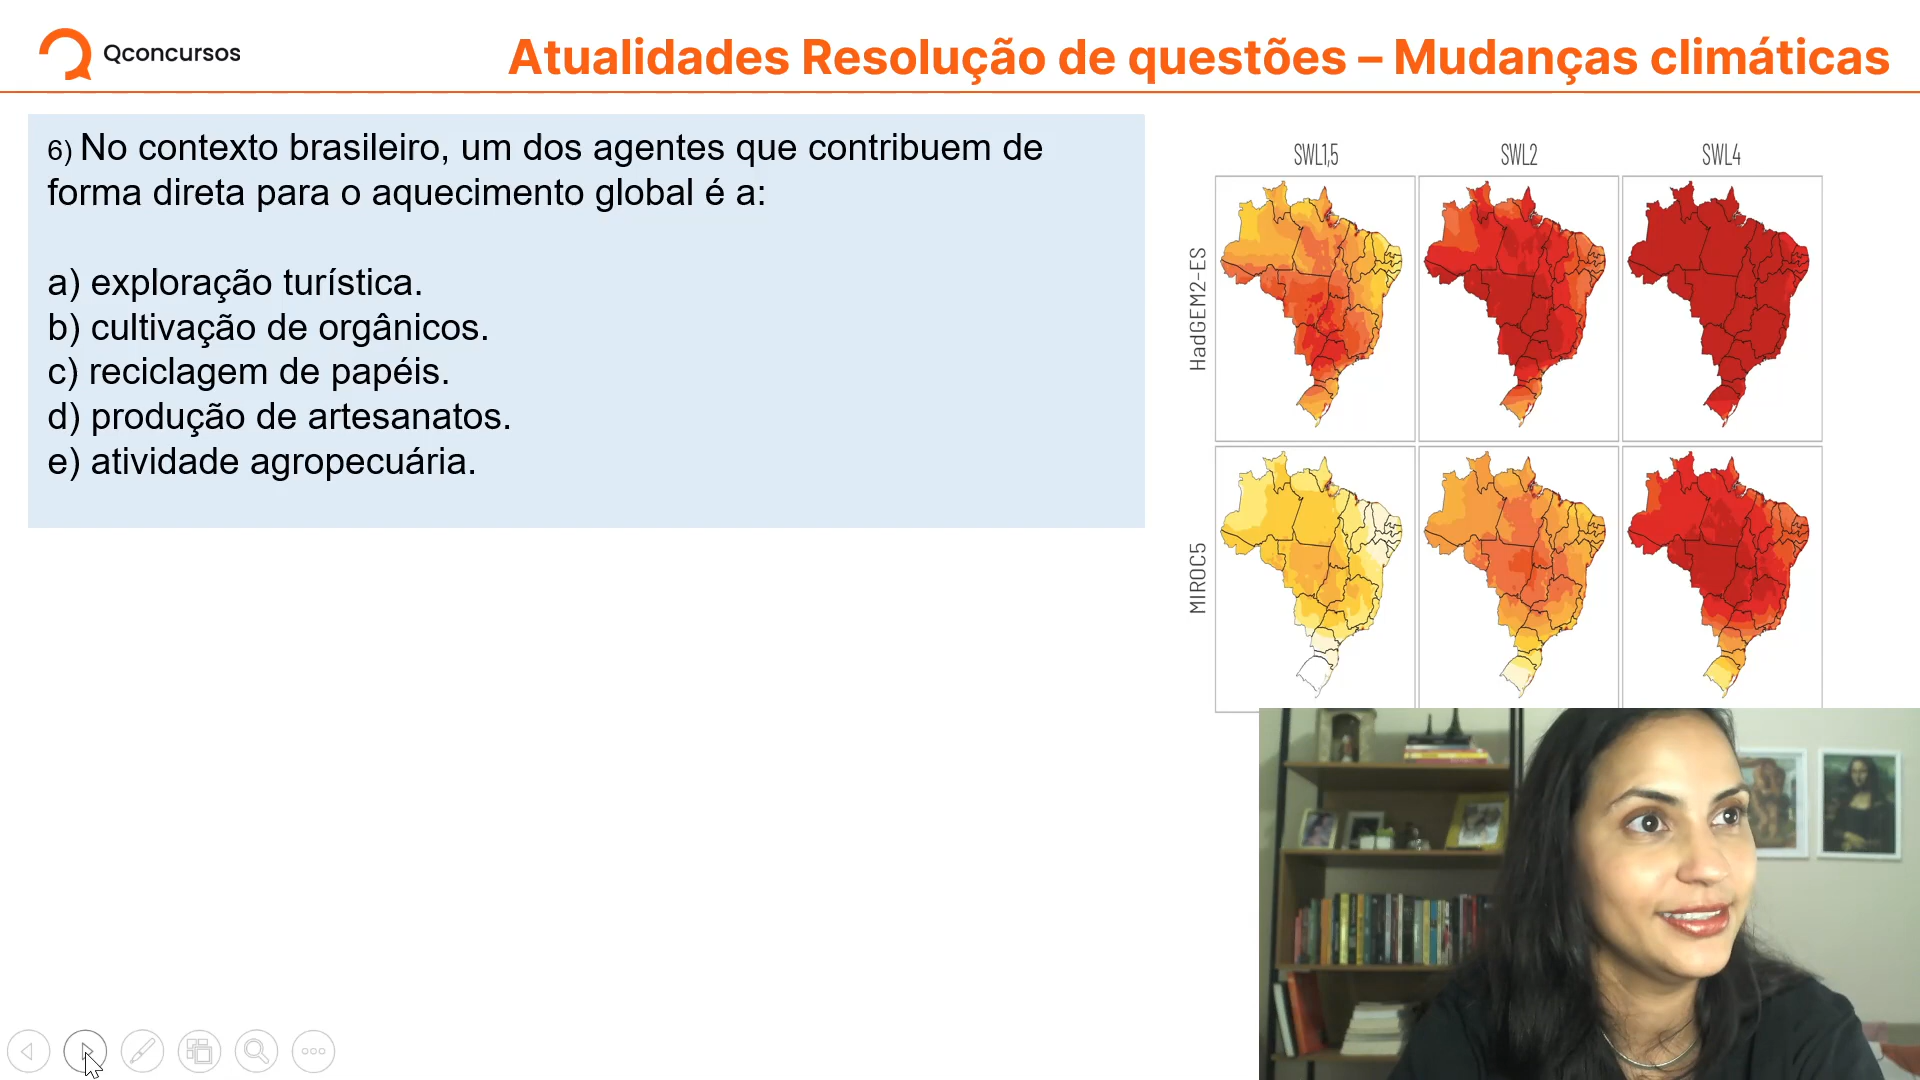 Qconcursos
Atualidades Resolução de questões – Mudanças climáticas
6) No contexto brasileiro, um dos agentes que contribuem de
forma direta para o aquecimento global é a:
a) exploração turística.
b) cultivação de orgânicos.
c) reciclagem de papéis.
d) produção de artesanatos.
e) atividade agropecuária.
SWL1,5
SWL2
SWL4
HadGEM2-ES
MIROC5